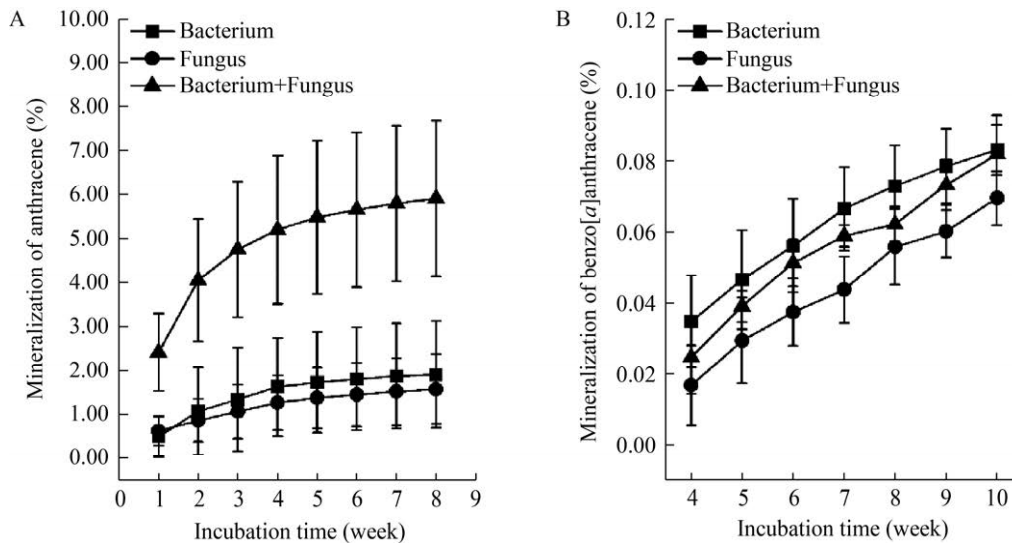 A
Mineralization of anthracene (%)
10.00
9.00
8.00
7.00
6.00
5.00
4.00
3.00
2.00
1.00
0.00
Bacterium
Fungus
Bacterium+Fungus
0 1 2 3 4 5 6 7 8 9
Incubation time (week)
B
Mineralization of benzo[a]anthracene (%)
0.12
0.10
0.08
0.06
0.04
0.02
0.00
Bacterium
Fungus
Bacterium+Fungus
4 5 6 7 8 9 10
Incubation time (week)